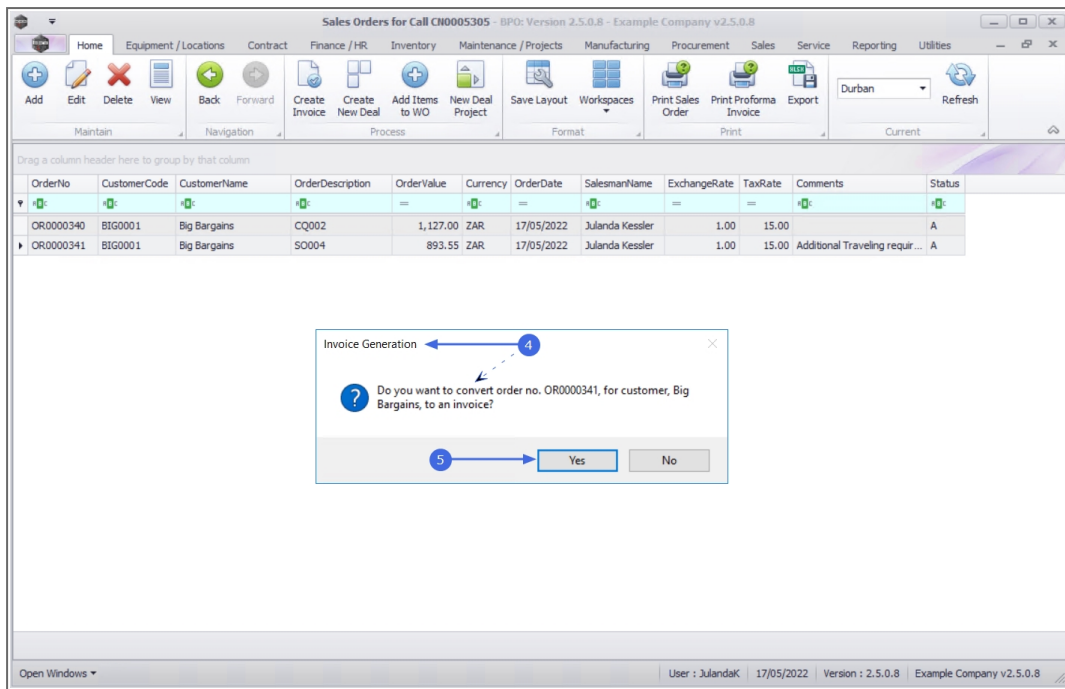 Sales Orders for Call CN0005305 - BPO: Version 2.5.0.8 - Example Company v2.5.0.8
Home Equipment / Locations Contract Finance / HR Inventory Maintenance / Projects Manufacturing Procurement Sales Service Reporting Utilities
Add Edit Delete View Back Forward Create Invoice Create New Deal Add Items to WO New Deal Project Save Layout Workspaces Print Sales Order Print Proforma Invoice Export Durban Refresh
Maintain Navigation Process Format Print Current
Drag a column header here to group by that column
OrderNo CustomerCode CustomerName OrderDescription OrderValue Currency OrderDate SalesmanName ExchangeRate TaxRate Comments Status
OR0000340 BIG0001 Big Bargains CQ002 1,127.00 ZAR 17/05/2022 Julanda Kessler 1.00 15.00 A
OR0000341 BIG0001 Big Bargains SO004 893.55 ZAR 17/05/2022 Julanda Kessler 1.00 15.00 Additional Traveling requir... A
Invoice Generation 4
Do you want to convert order no. OR0000341, for customer, Big
Bargains, to an invoice?
5 Yes No
Open Windows User : JulandaK 17/05/2022 Version : 2.5.0.8 Example Company v2.5.0.8